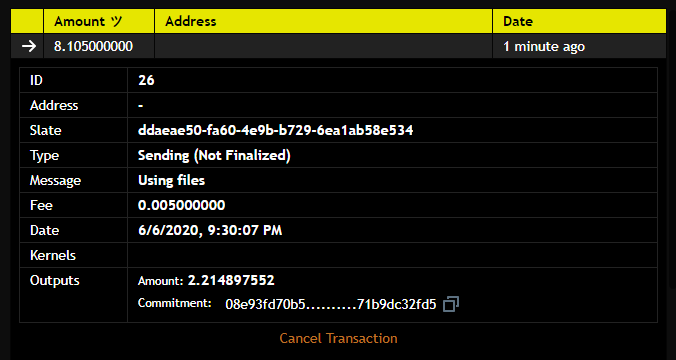 Amount ツ Address Date
8.105000000 1 minute ago
ID 26
Address -
Slate ddaeae50-fa60-4e9b-b729-6ea1ab58e534
Type Sending (Not Finalized)
Message Using files
Fee 0.005000000
Date 6/6/2020, 9:30:07 PM
Kernels
Outputs Amount: 2.214897552
Commitment: 08e93fd70b5..........71b9dc32fd5
Cancel Transaction